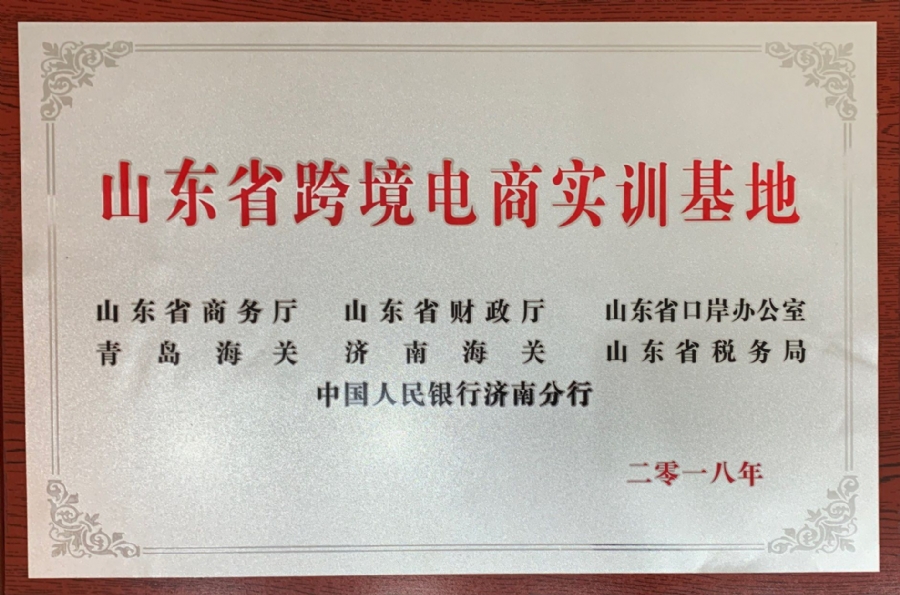 山东省跨境电商实训基地
山东省商务厅 山东省财政厅 山东省口岸办公室
青岛海关 济南海关 山东省税务局
中国人民银行济南分行
二零一八年